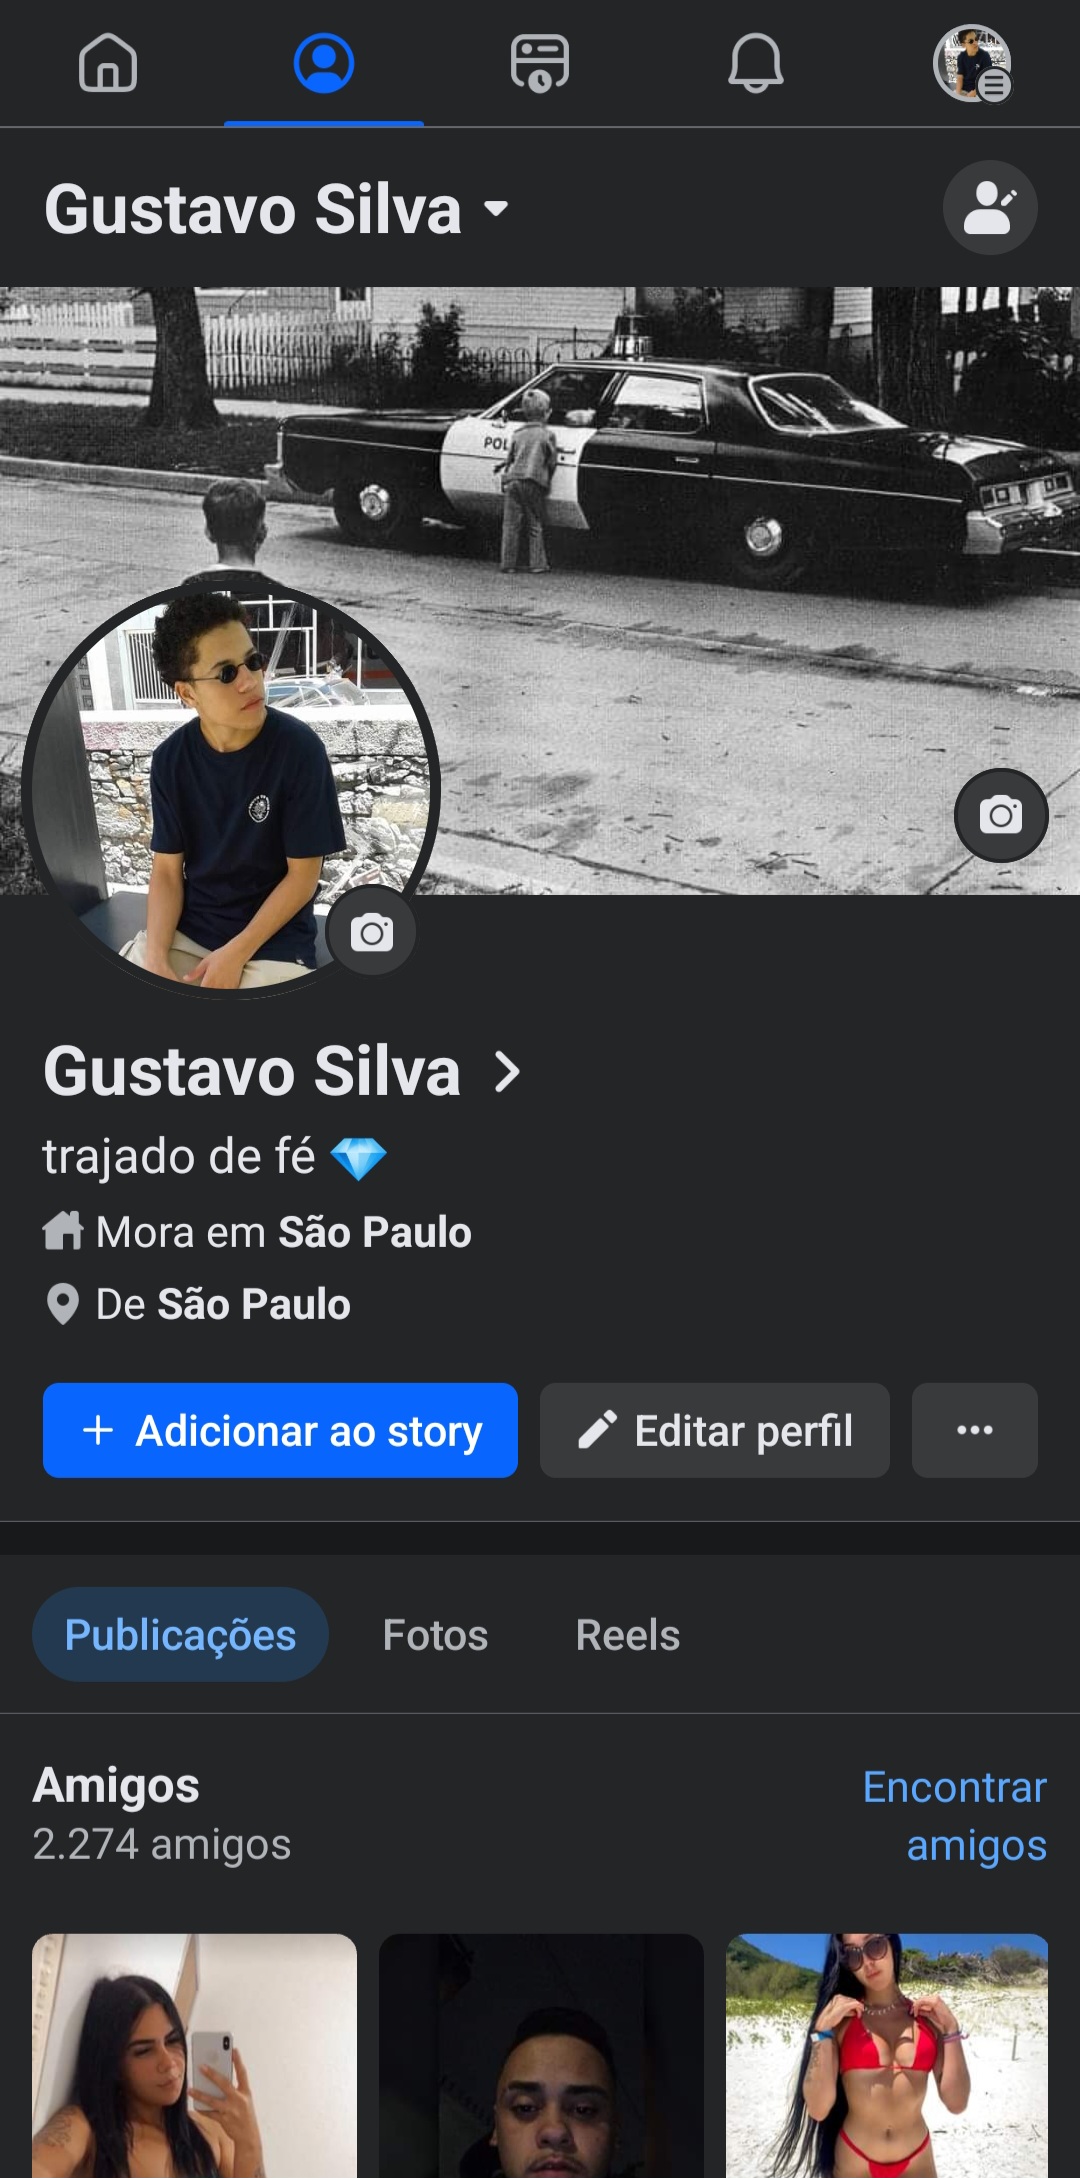 Gustavo Silva
POL
Gustavo Silva
trajado de fé 💎
Mora em São Paulo
De São Paulo
+ Adicionar ao story
Editar perfil
Publicações
Fotos
Reels
Amigos
2.274 amigos
Encontrar
amigos